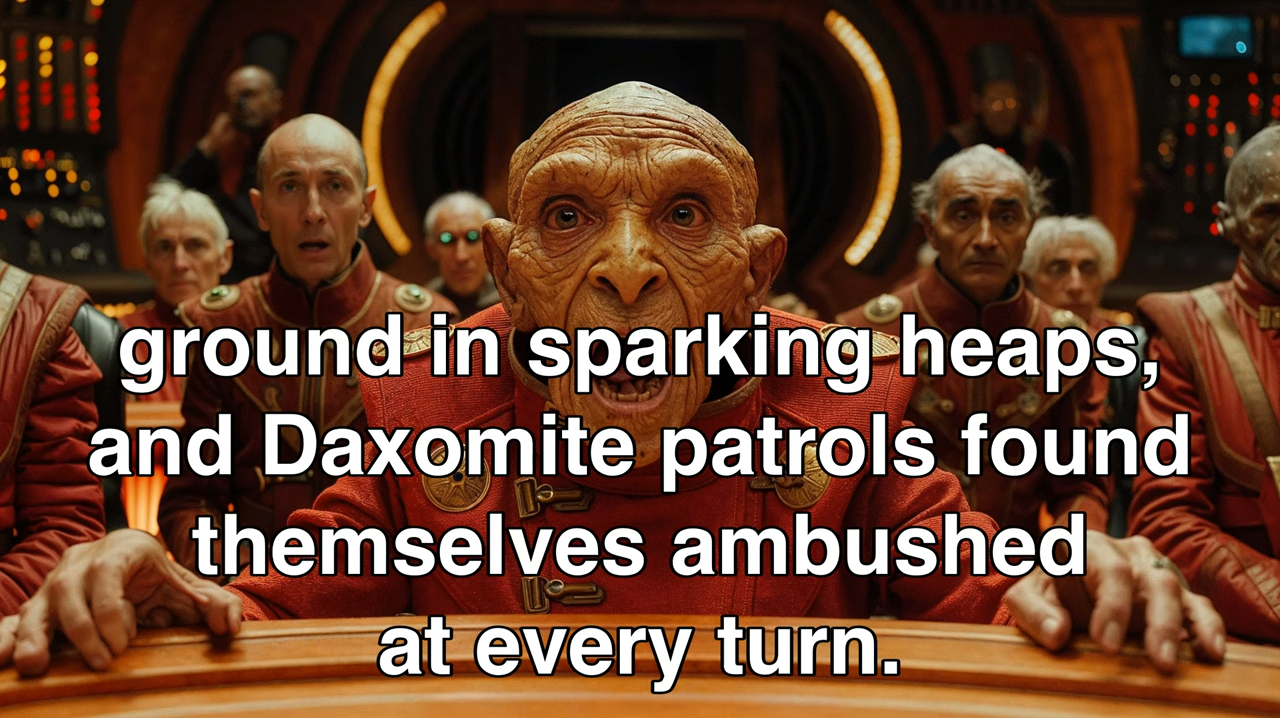 ground in sparking heaps,
and Daxomite patrols found
themselves ambushed
at every turn.